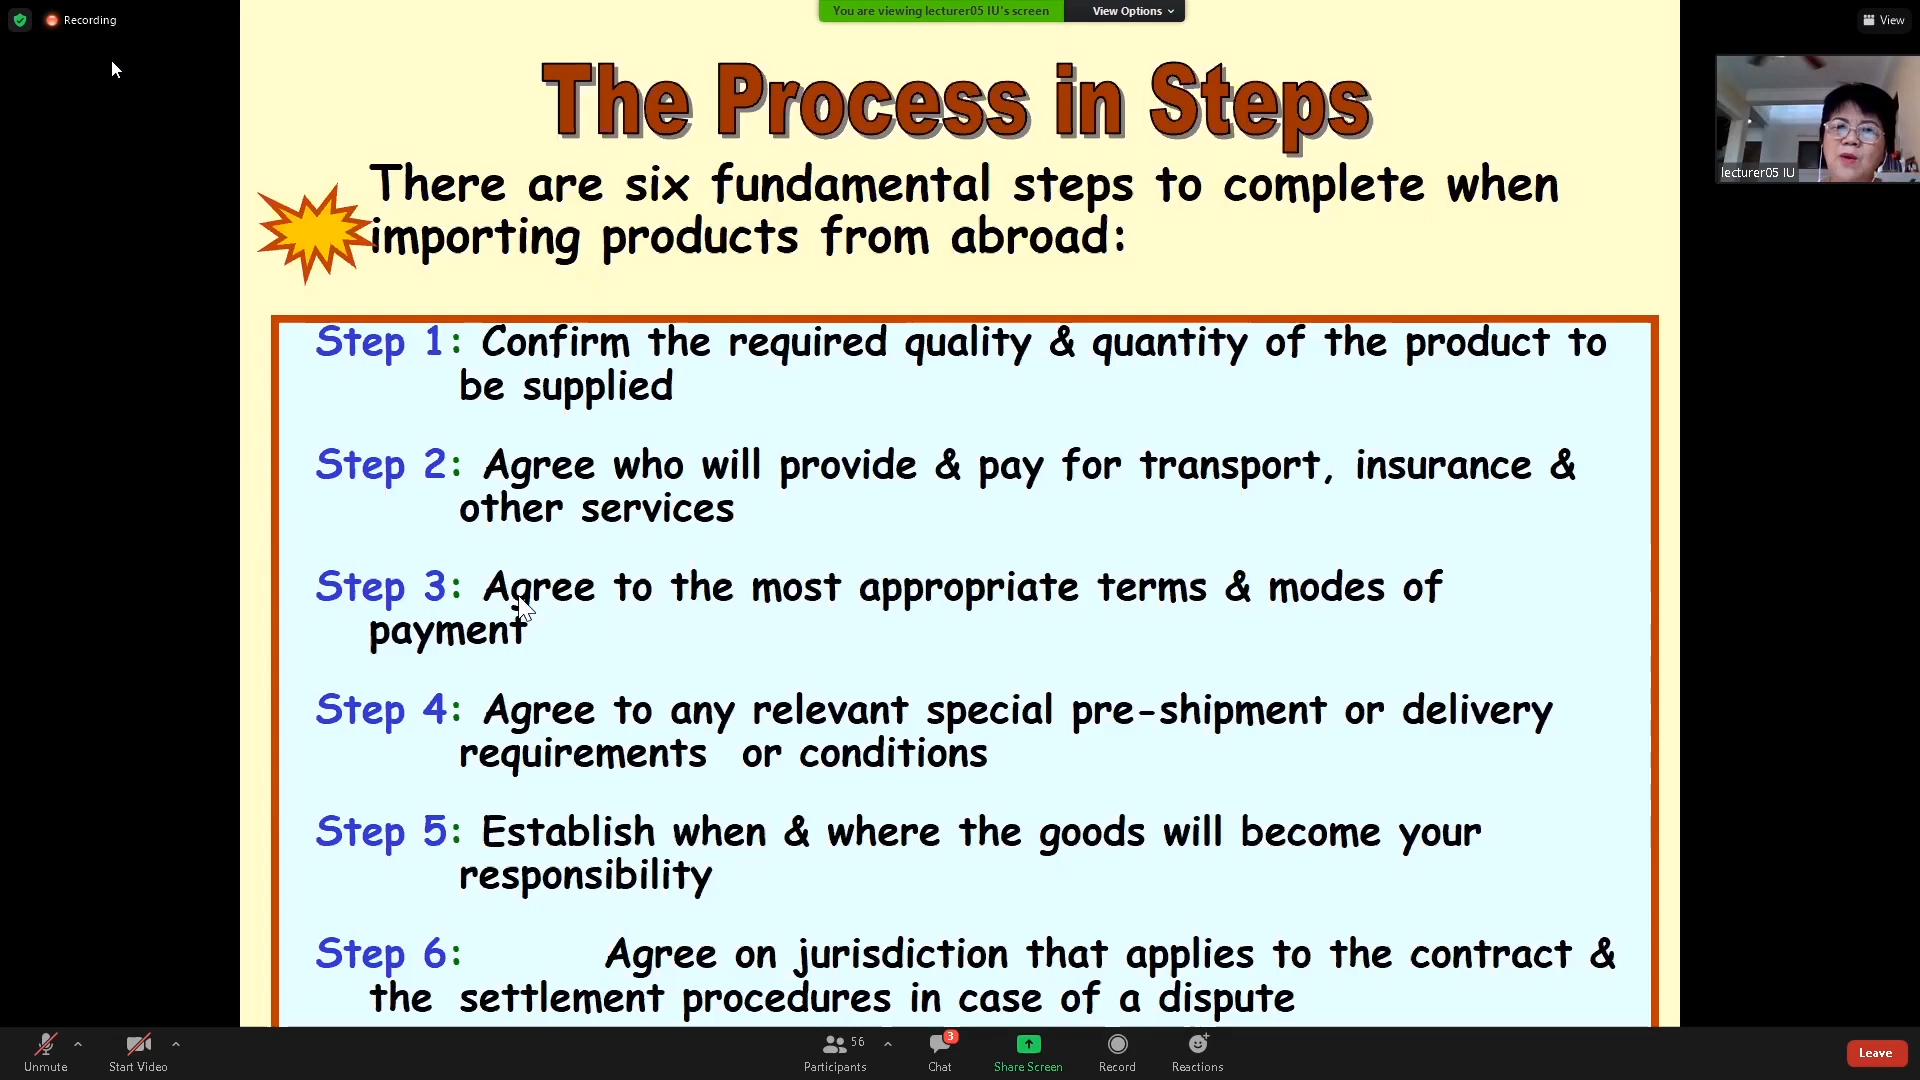 Recording
You are viewing lecturer05 IU's screen
View Options
View
The Process in Steps
There are six fundamental steps to complete when
importing products from abroad:
lecturer05 IU
Step 1: Confirm the required quality & quantity of the product to
be supplied
Step 2: Agree who will provide & pay for transport, insurance &
other services
Step 3: Agree to the most appropriate terms & modes of
payment
Step 4: Agree to any relevant special pre-shipment or delivery
requirements or conditions
Step 5: Establish when & where the goods will become your
responsibility
Step 6: Agree on jurisdiction that applies to the contract &
the settlement procedures in case of a dispute
Unmute
Start Video
56
Participants
3
Chat
Share Screen
Record
Reactions
Leave